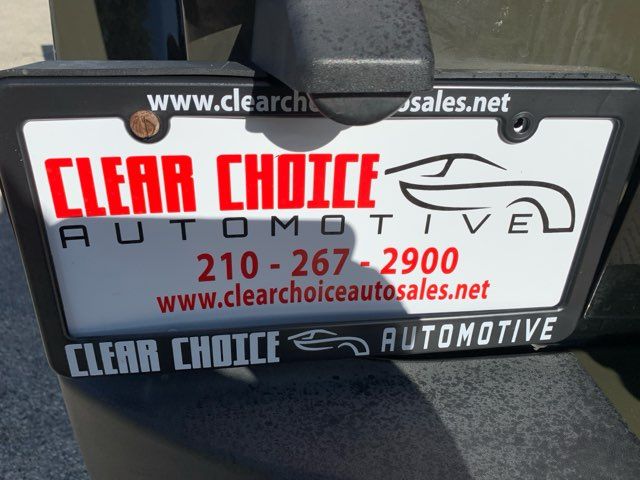 www.clearchoiceautosales.net
CLEAR CHOICE
AUTOMOTIVE
210 - 267 - 2900
www.clearchoiceautosales.net
CLEAR CHOICE AUTOMOTIVE